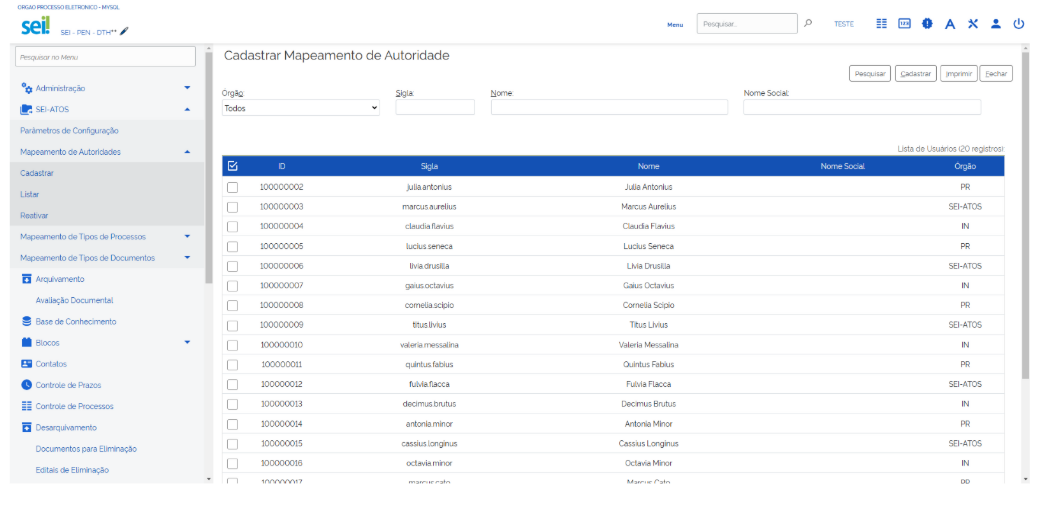 ORGAO PROCESSO ELETRONICO - MYSQL
sei!
SEI - PEN - DTH**
Menu
Pesquisar...
TESTE
123
Pesquisar no Menu
Administração
SEI-ATOS
Parâmetros de Configuração
Mapeamento de Autoridades
Cadastrar
Listar
Reativar
Mapeamento de Tipos de Processos
Mapeamento de Tipos de Documentos
Arquivamento
Avaliação Documental
Base de Conhecimento
Blocos
Contatos
Controle de Prazos
Controle de Processos
Desarquivamento
Documentos para Eliminação
Editais de Eliminação
Cadastrar Mapeamento de Autoridade
Pesquisar Cadastrar Imprimir Fechar
Órgão: Sigla: Nome: Nome Social:
Todos
Lista de Usuários (20 registros):
ID Sigla Nome Nome Social Órgão
100000002 julia.antonius Julia Antonius PR
100000003 marcus.aurelius Marcus Aurelius SEI-ATOS
100000004 claudia.flavius Claudia Flavius IN
100000005 lucius.seneca Lucius Seneca PR
100000006 livia.drusilla Livia Drusilla SEI-ATOS
100000007 gaius.octavius Gaius Octavius IN
100000008 cornelia.scipio Cornelia Scipio PR
100000009 titus.livius Titus Livius SEI-ATOS
100000010 valeria.messalina Valeria Messalina IN
100000011 quintus.fabius Quintus Fabius PR
100000012 fulvia.flacca Fulvia Flacca SEI-ATOS
100000013 decimus.brutus Decimus Brutus IN
100000014 antonia.minor Antonia Minor PR
100000015 cassius.longinus Cassius Longinus SEI-ATOS
100000016 octavia.minor Octavia Minor IN
100000017 marcus.cato Marcus Cato PR